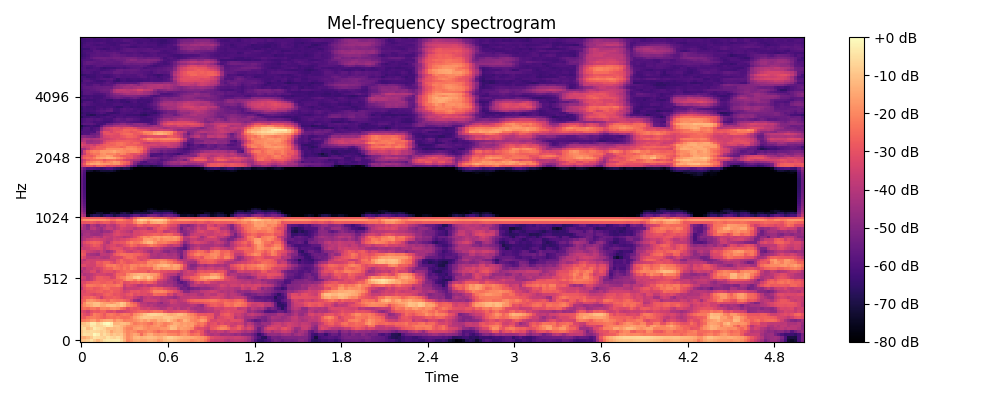 Mel-frequency spectrogram
Hz
4096
2048
1024
512
0
0 0.6 1.2 1.8 2.4 3 3.6 4.2 4.8
Time
+0 dB
-10 dB
-20 dB
-30 dB
-40 dB
-50 dB
-60 dB
-70 dB
-80 dB